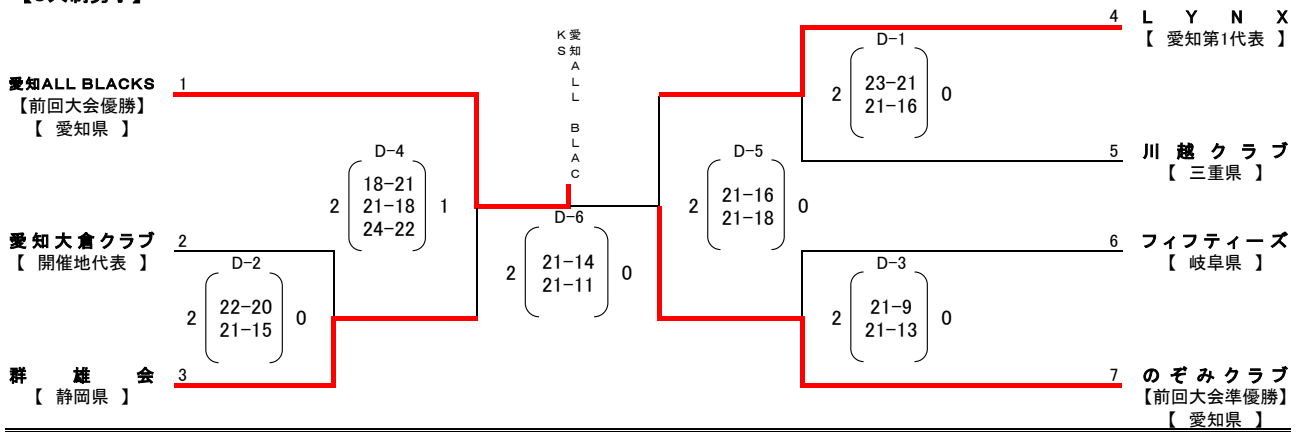 愛知ALL BLACKS 1
【前回大会優勝】
【 愛知県 】
愛知大倉クラブ 2
【 開催地代表 】
群雄会 3
【 静岡県 】
D-2
2 22-20 0
21-15
D-4
18-21
2 21-18 1
24-22
愛知ALL BLAC
KS
D-6
2 21-14 0
21-11
D-5
2 21-16 0
21-18
D-1
2 23-21 0
21-16
D-3
2 21-9 0
21-13
4 LYNX
【 愛知第1代表 】
5 川越クラブ
【 三重県 】
6 フィフティーズ
【 岐阜県 】
7 のぞみクラブ
【前回大会準優勝】
【 愛知県 】